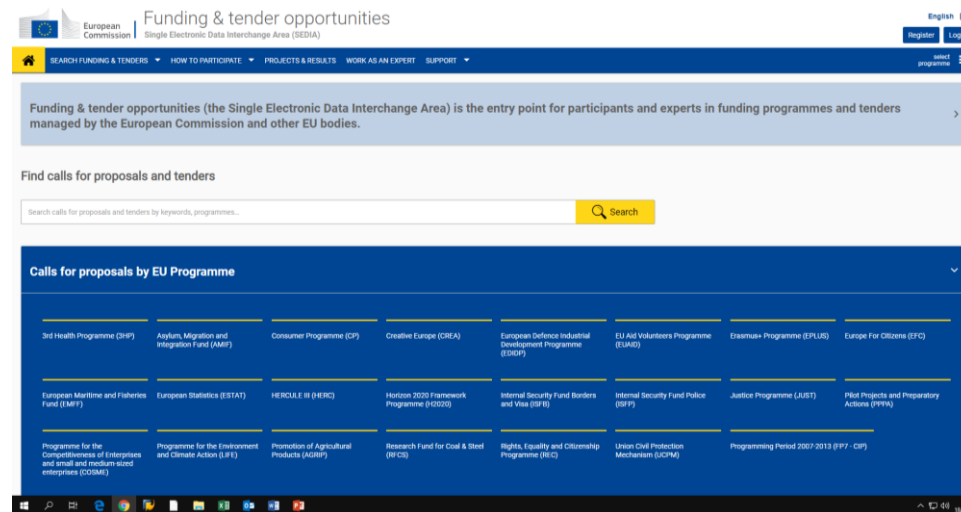 European
Commission
Funding & tender opportunities
Single Electronic Data Interchange Area (SEDIA)
English
Register
Log
SEARCH FUNDING & TENDERS
HOW TO PARTICIPATE
PROJECTS & RESULTS
WORK AS AN EXPERT
SUPPORT
select
programme
Funding & tender opportunities (the Single Electronic Data Interchange Area) is the entry point for participants and experts in funding programmes and tenders
managed by the European Commission and other EU bodies.
Find calls for proposals and tenders
Search calls for proposals and tenders by keywords, programmes...
Search
Calls for proposals by EU Programme
3rd Health Programme (3HP)
Asylum, Migration and
Integration Fund (AMIF)
Consumer Programme (CP)
Creative Europe (CREA)
European Defence Industrial
Development Programme
(EDIDP)
EU Aid Volunteers Programme
(EUAID)
Erasmus+ Programme (EPLUS)
Europe For Citizens (EFC)
European Maritime and Fisheries
Fund (EMFF)
European Statistics (ESTAT)
HERCULE III (HERC)
Horizon 2020 Framework
Programme (H2020)
Internal Security Fund Borders
and Visa (ISFB)
Internal Security Fund Police
(ISFP)
Justice Programme (JUST)
Pilot Projects and Preparatory
Actions (PPPA)
Programme for the
Competitiveness of Enterprises
and small and medium-sized
enterprises (COSME)
Programme for the Environment
and Climate Action (LIFE)
Promotion of Agricultural
Products (AGRIP)
Research Fund for Coal & Steel
(RFCS)
Rights, Equality and Citizenship
Programme (REC)
Union Civil Protection
Mechanism (UCPM)
Programming Period 2007-2013 (FP7 - CIP)